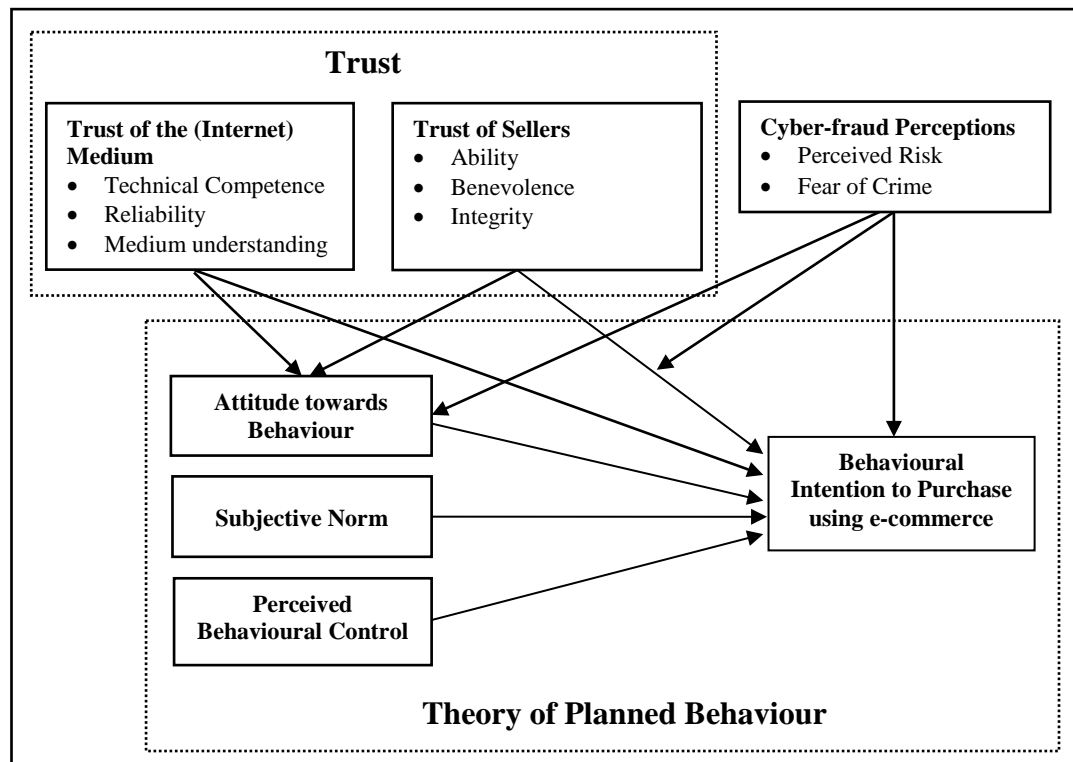 Trust
Trust of the (Internet)
Medium
• Technical Competence
• Reliability
• Medium understanding
Trust of Sellers
• Ability
• Benevolence
• Integrity
Cyber-fraud Perceptions
• Perceived Risk
• Fear of Crime
Attitude towards
Behaviour
Subjective Norm
Perceived
Behavioural Control
Behavioural
Intention to Purchase
using e-commerce
Theory of Planned Behaviour